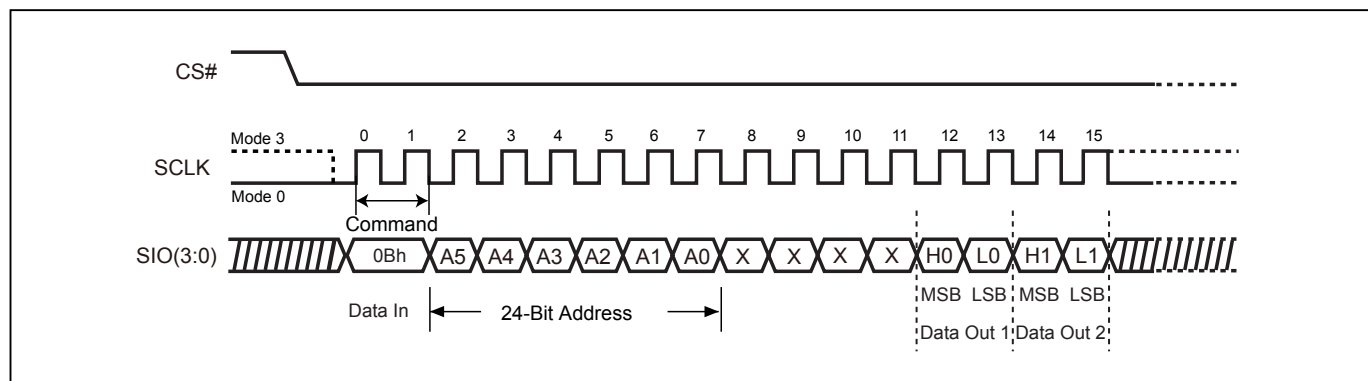 CS#
Mode 3
0 1 2 3 4 5 6 7 8 9 10 11 12 13 14 15
SCLK
Mode 0
Command
SIO(3:0) 0Bh A5 A4 A3 A2 A1 A0 X X X X H0 L0 H1 L1
MSB LSB MSB LSB
Data In 24-Bit Address
Data Out 1 Data Out 2